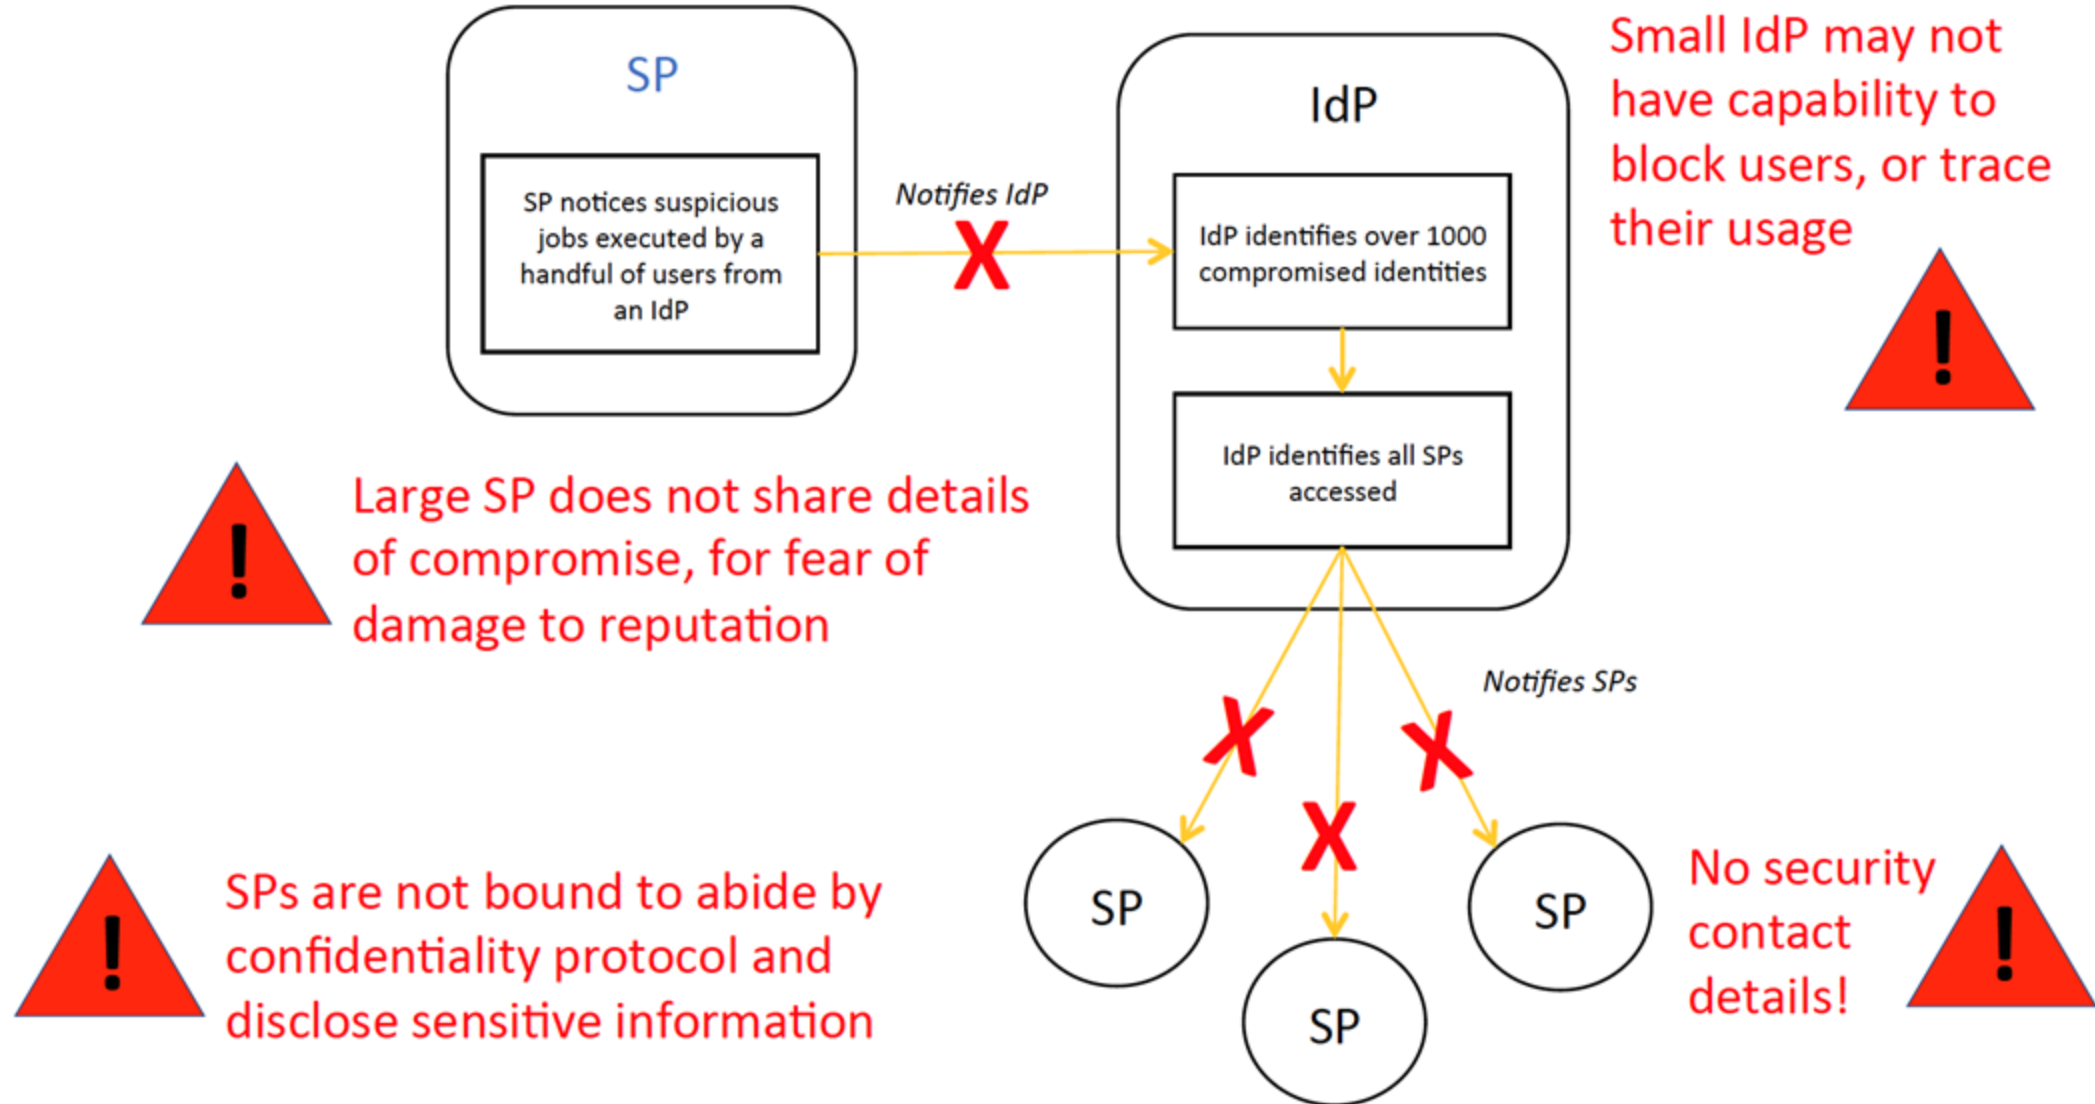 SP
SP notices suspicious
jobs executed by a
handful of users from
an IdP
Notifies IdP
IdP
IdP identifies over 1000
compromised identities
IdP identifies all SPs
accessed
Small IdP may not
have capability to
block users, or trace
their usage
!
!
Large SP does not share details
of compromise, for fear of
damage to reputation
Notifies SPs
X
X
X
X
!
SPs are not bound to abide by
confidentiality protocol and
disclose sensitive information
SP
SP
SP
No security
contact
details!
!